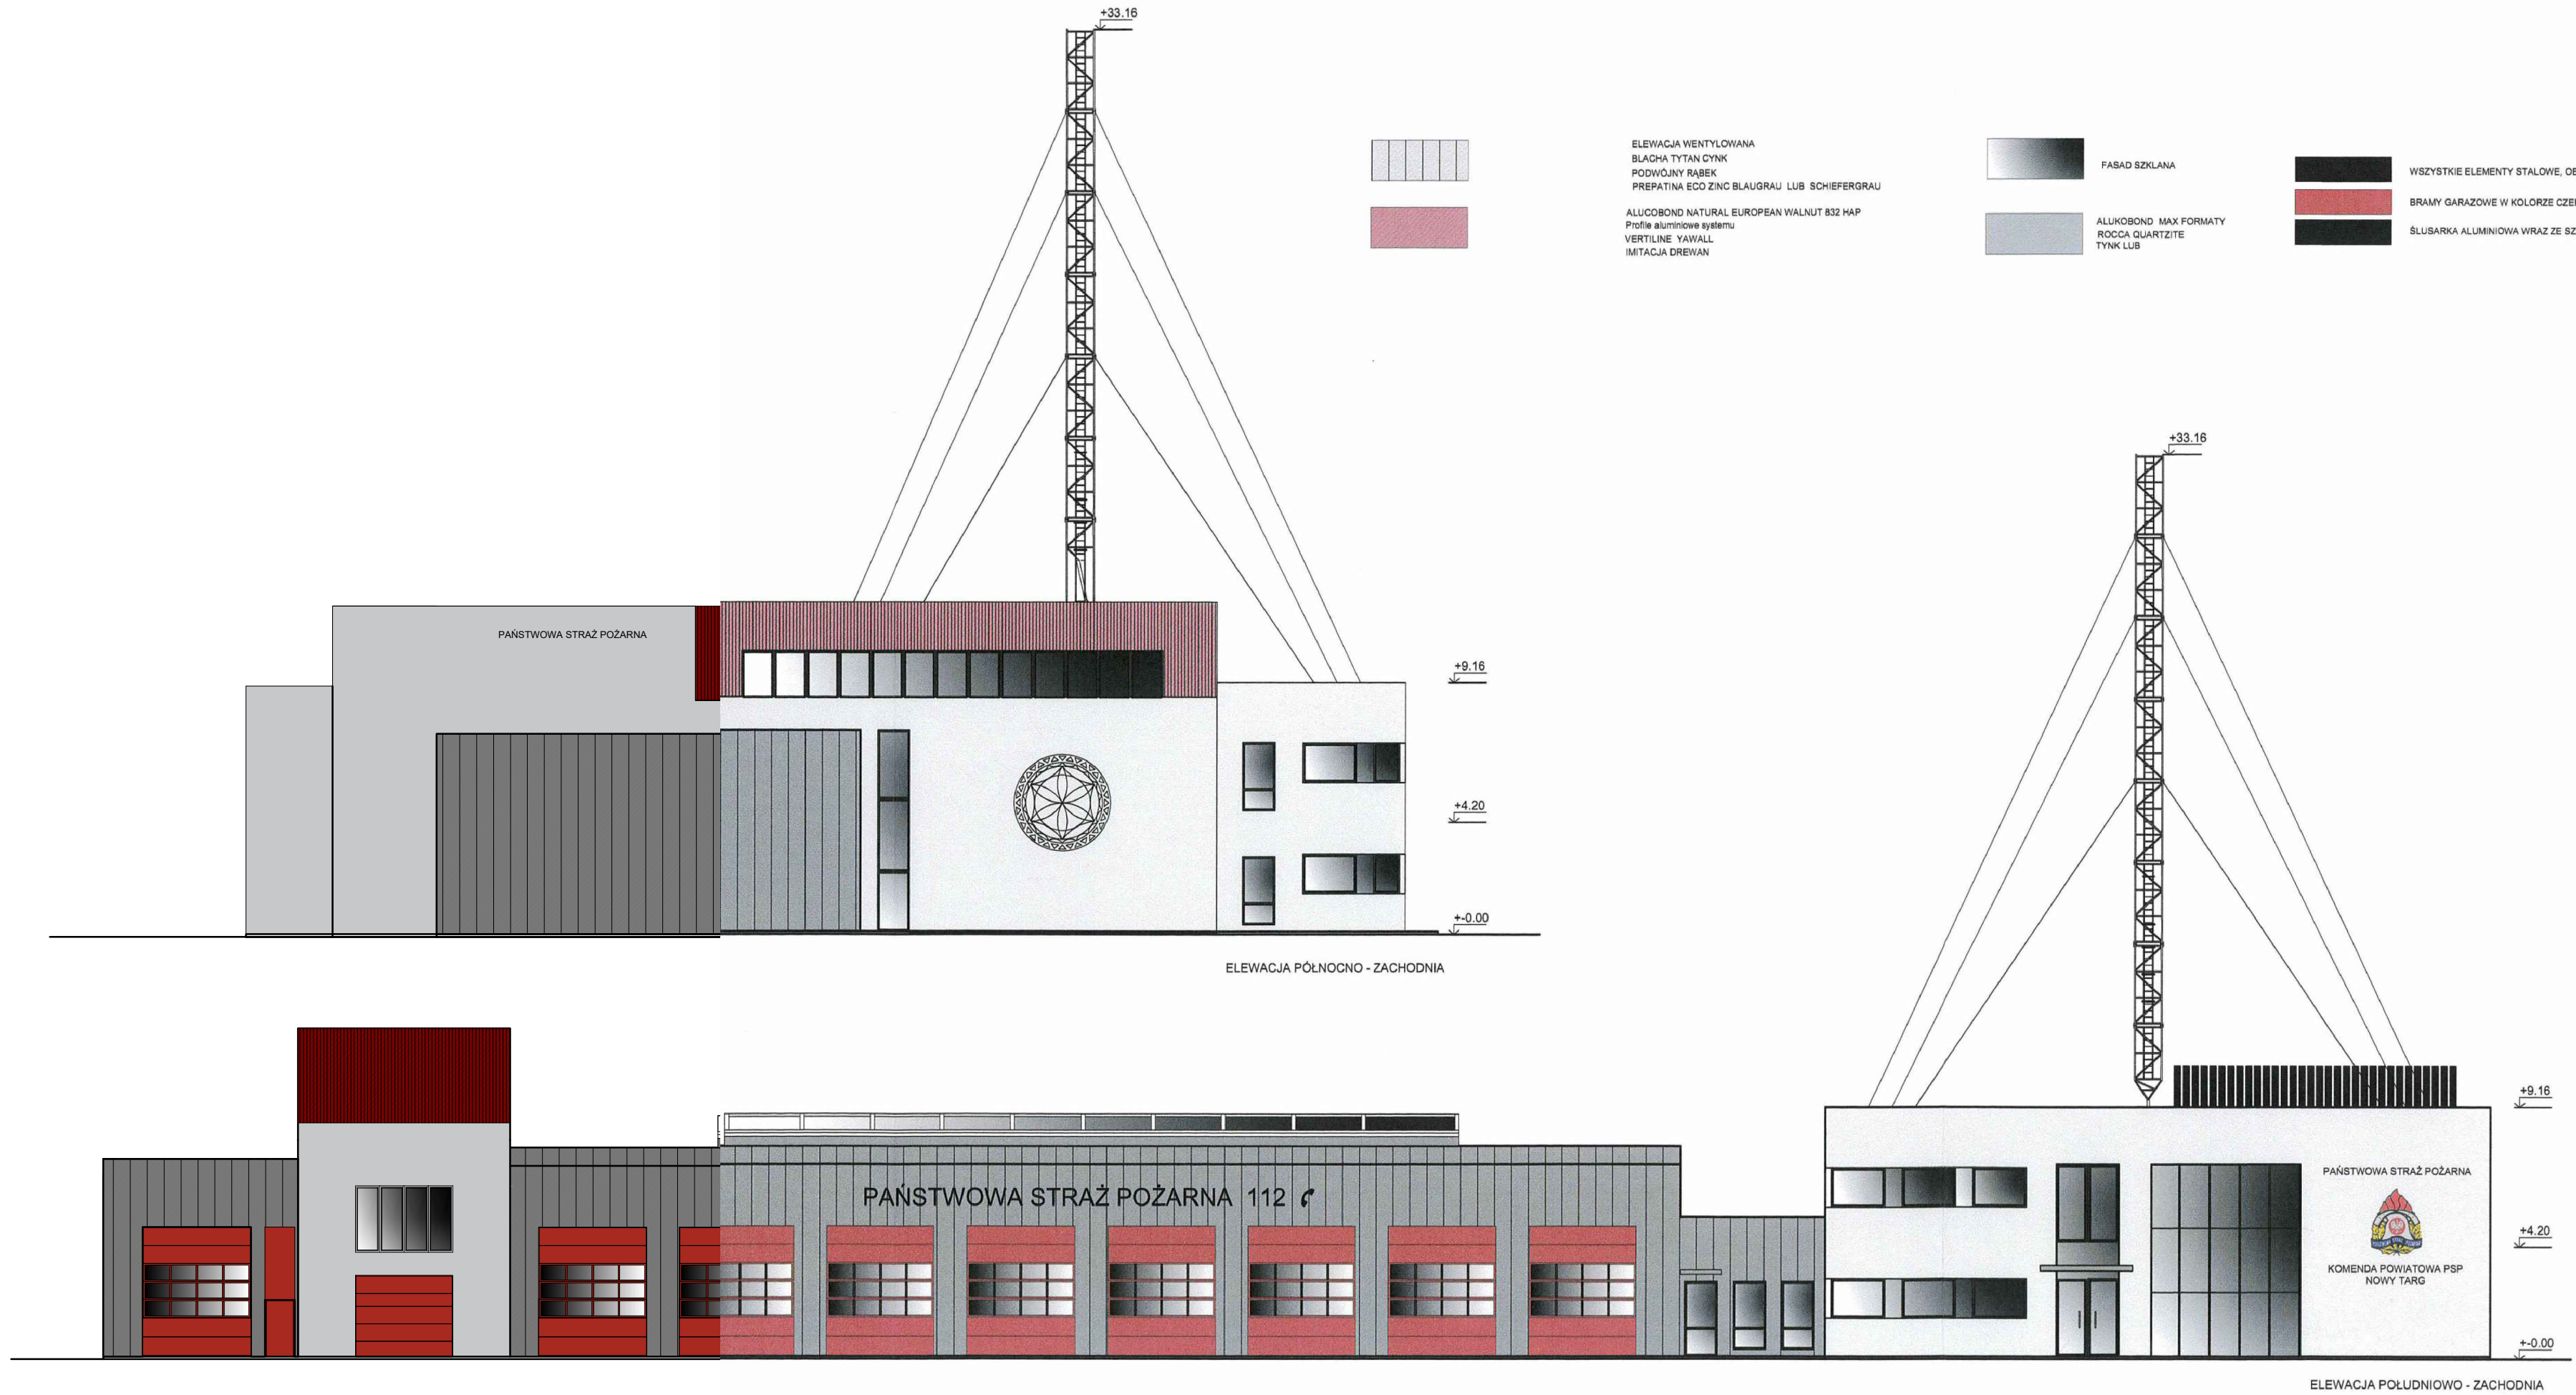 +33.16
ELEWACJA WENTYLOWANA
BLACHA TYTAN CYNK
PODWÓJNY RĄBEK
PREPATINA ECO ZINC BLAUGRAU LUB SCHIEFERGRAU
ALUCOBOND NATURAL EUROPEAN WALNUT 832 HAP
Profile aluminiowe systemu
VERTILINE YAWALL
IMITACJA DREWAN
FASAD SZKLANA
ALUKOBOND MAX FORMATY
ROCCA QUARTZITE
TYNK LUB
WSZYSTKIE ELEMENTY STALOWE,
BRAMY GARAZOWE W KOLORZE
ŚLUSARKA ALUMINIOWA WRAZ ZE
PAŃSTWOWA STRAŻ POŻARNA
+9.16
+4.20
+-0.00
ELEWACJA PÓŁNOCNO - ZACHODNIA
+33.16
PAŃSTWOWA STRAŻ POŻARNA 112
PAŃSTWOWA STRAŻ POŻARNA
KOMENDA POWIATOWA PSP
NOWY TARG
+9.16
+4.20
+-0.00
ELEWACJA POŁUDNIOWO - ZACHODNIA